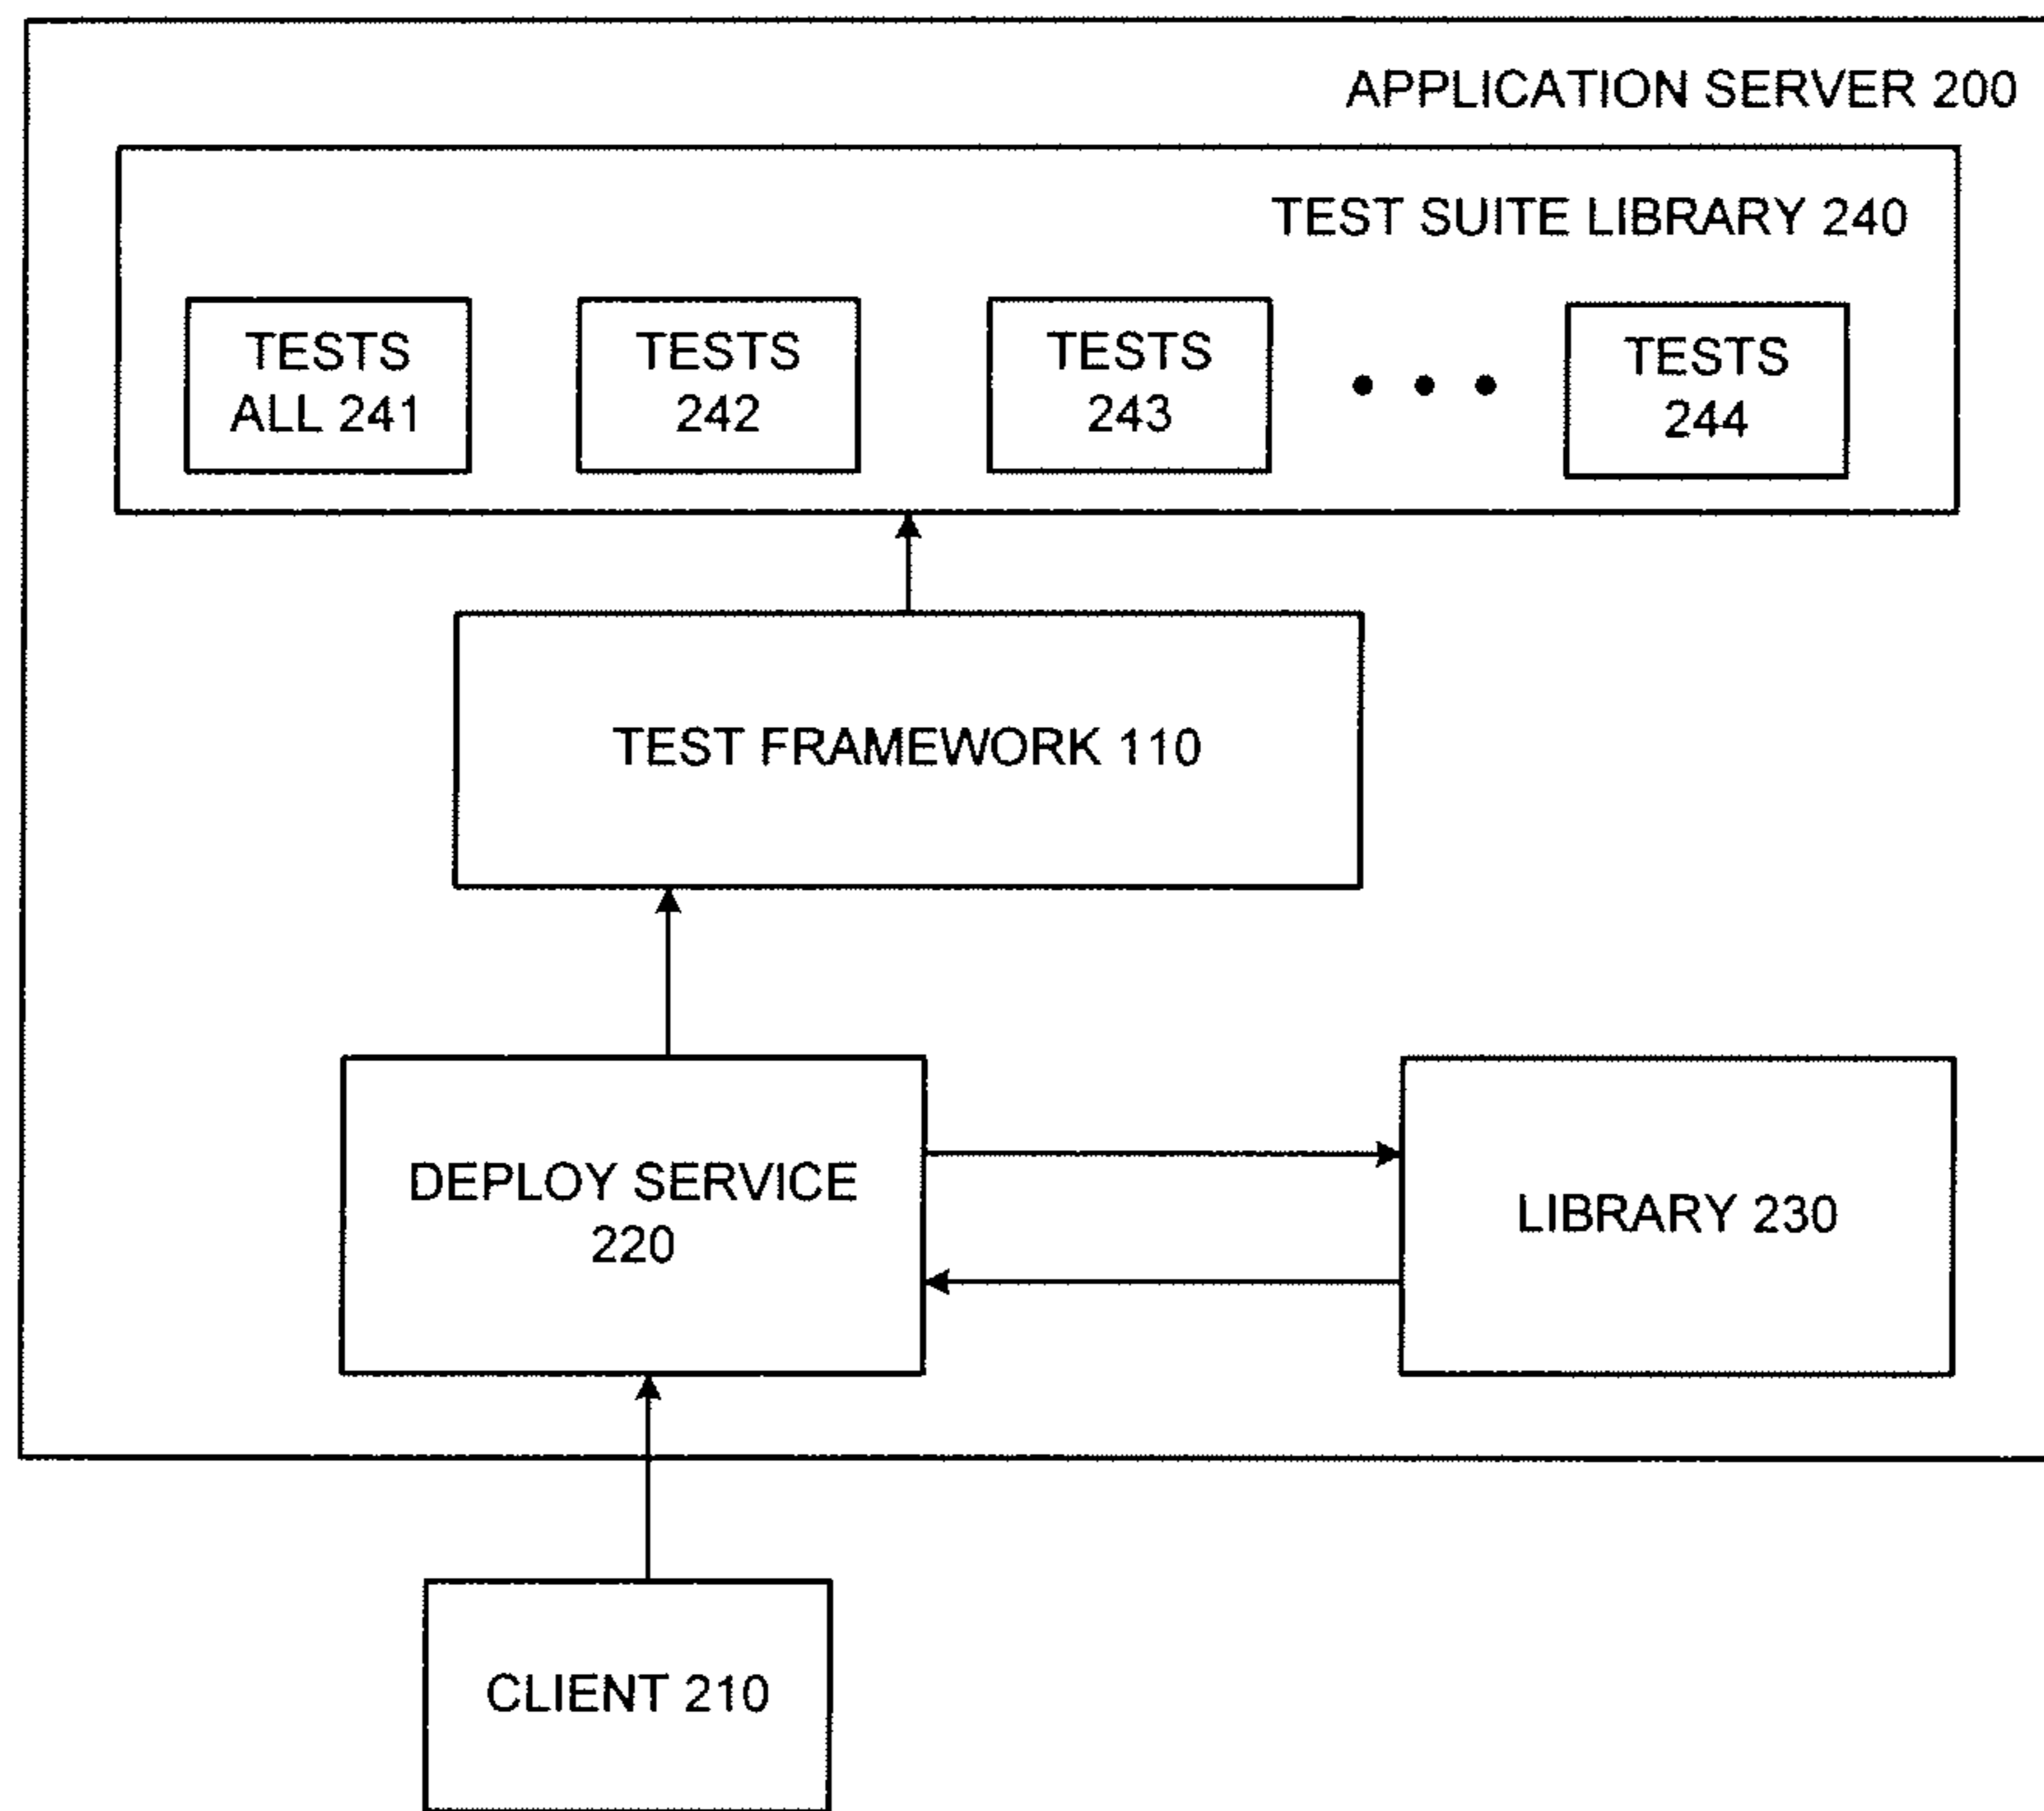 APPLICATION SERVER 200
TEST SUITE LIBRARY 240
TESTS
ALL 241
TESTS
242
TESTS
243
TESTS
244
TEST FRAMEWORK 110
DEPLOY SERVICE
220
LIBRARY 230
CLIENT 210